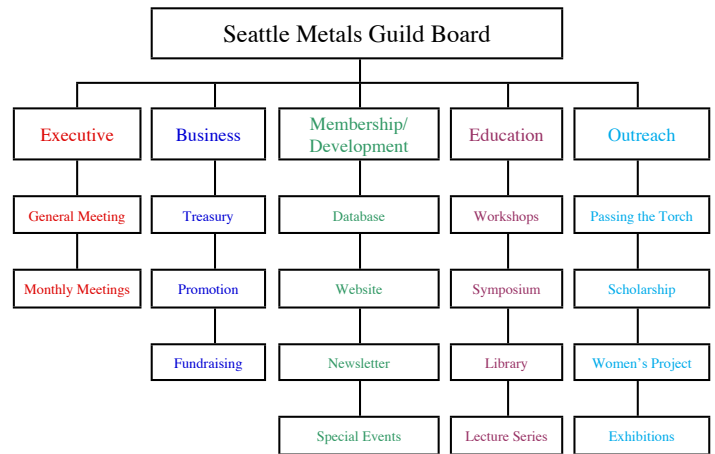 Seattle Metals Guild Board
Executive
Business
Membership/
Development
Education
Outreach
General Meeting
Treasury
Database
Workshops
Passing the Torch
Monthly Meetings
Promotion
Website
Symposium
Scholarship
Fundraising
Newsletter
Library
Women’s Project
Special Events
Lecture Series
Exhibitions